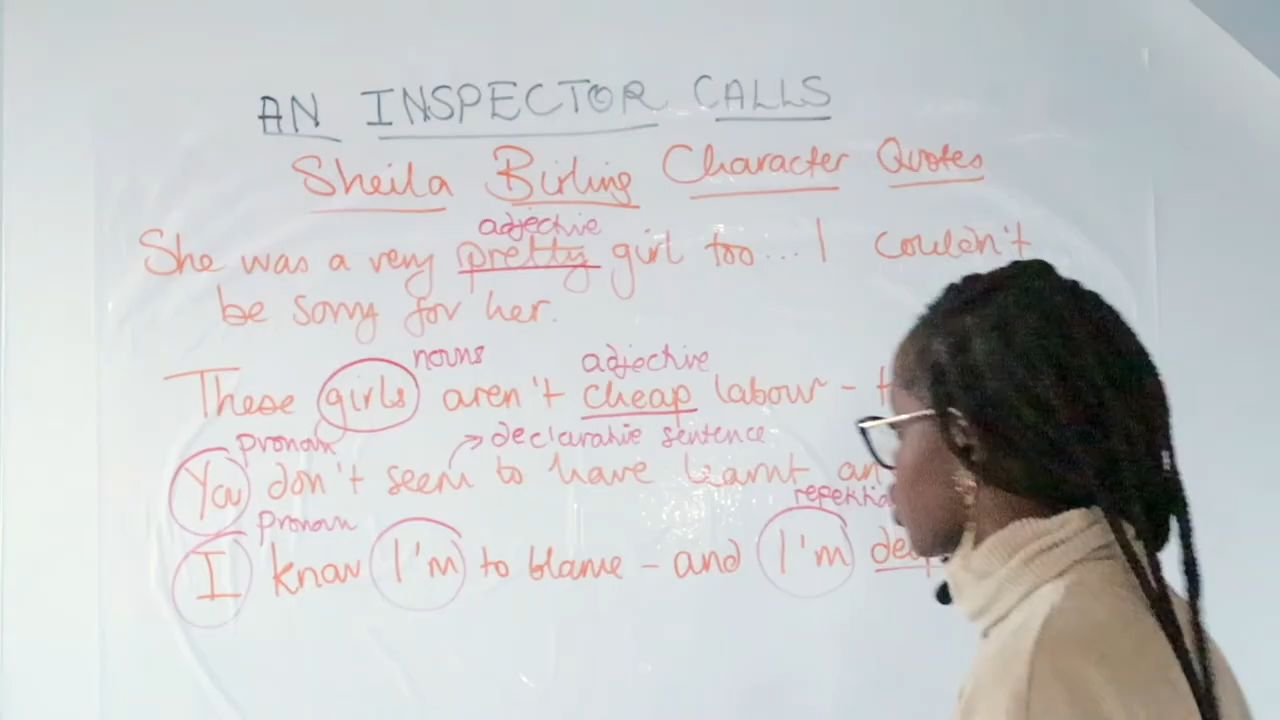 AN INSPECTOR CALLS
Sheila Birling Character Quotes
adjective
She was a very pretty girl too... I couldn't
be sorry for her.
nouns adjective
These girls aren't cheap labour -
pronoun declarative sentence
You don't seem to have learnt
pronoun
I know I'm to blame - and I'm